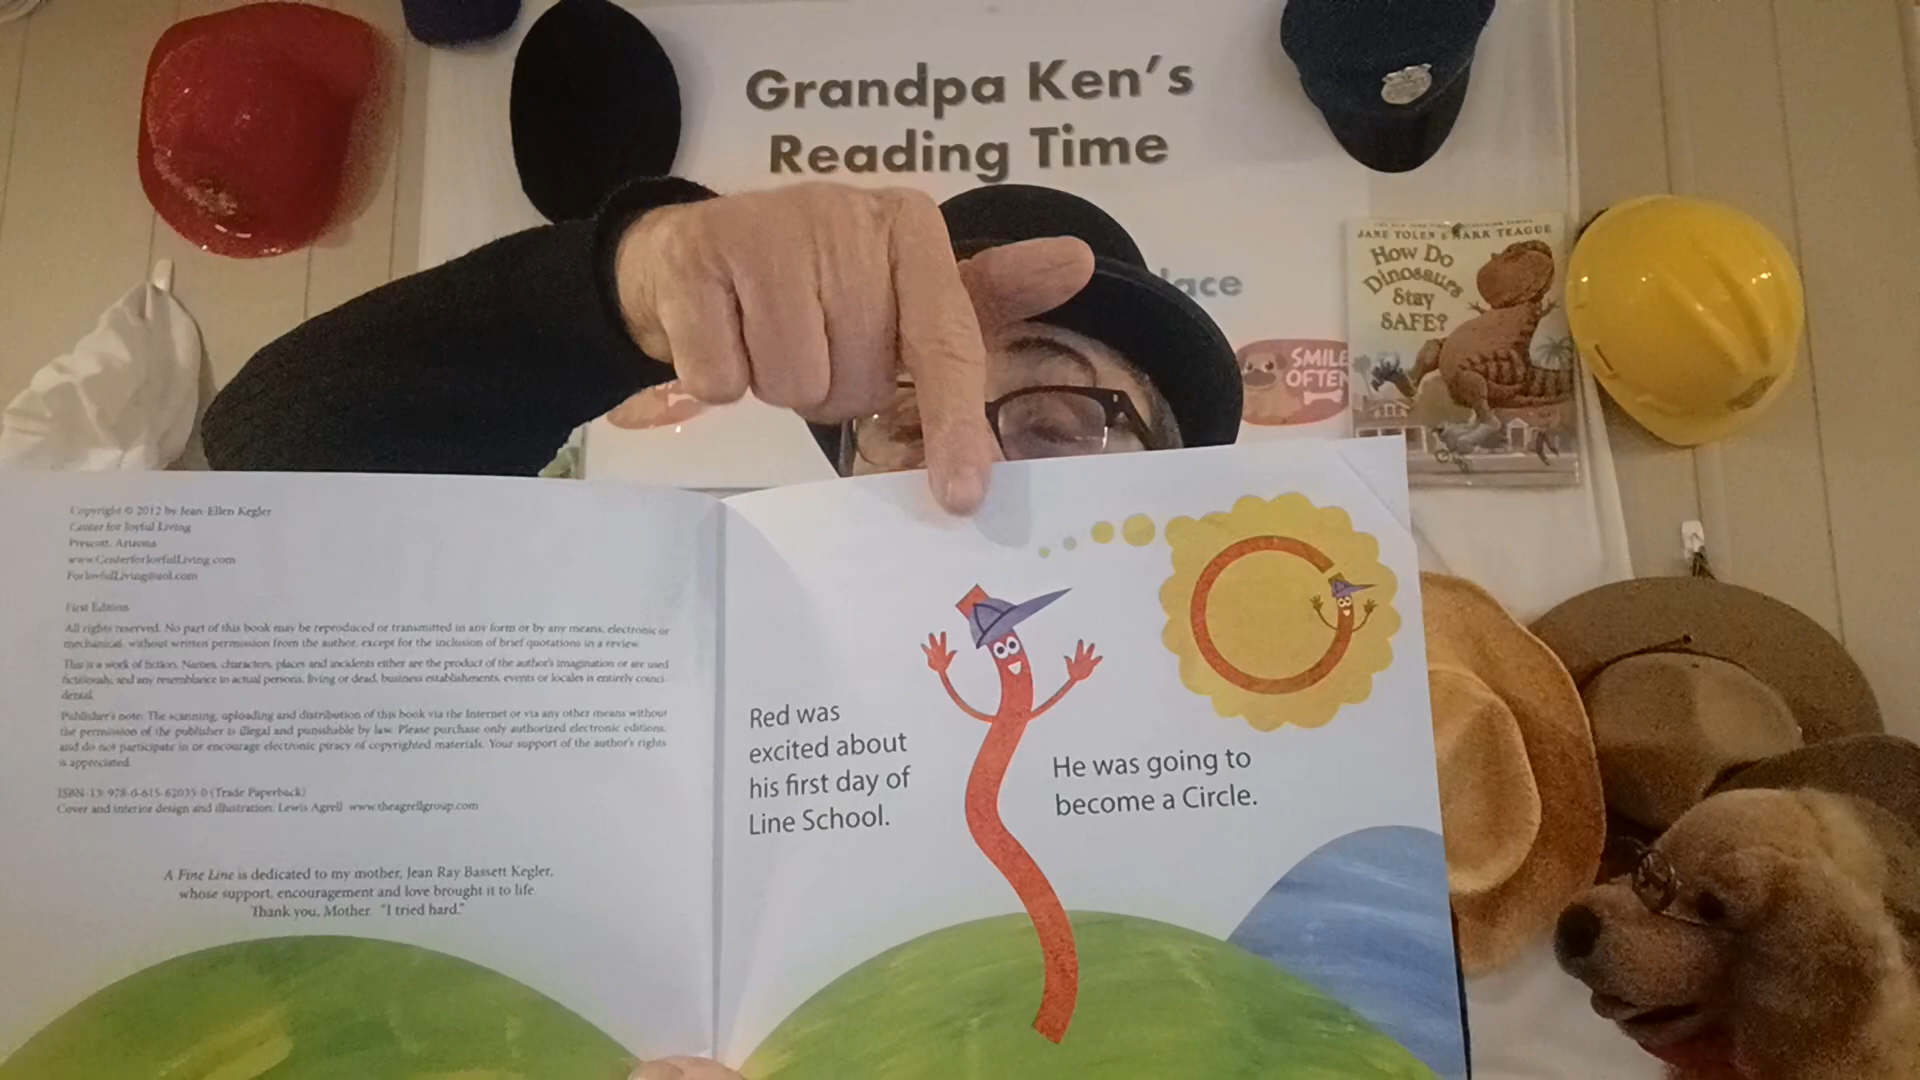 Grandpa Ken's
Reading Time
lace
SMILE
OFTEN
JANE YOLEN & MARK TEAGUE
How Do
Dinosaurs
Stay
SAFE?
Copyright © 2012 by Jean Ellen Kegler
Center for Joyful Living
Prescott, Arizona
www.CenterforJoyfulLiving.com
ForJoyfulLiving@aol.com
First Edition
All rights reserved. No part of this book may be reproduced or transmitted in any form or by any means, electronic or
mechanical, without written permission from the author, except for the inclusion of brief quotations in a review.
This is a work of fiction. Names, characters, places and incidents either are the product of the author's imagination or are used
fictitiously, and any resemblance to actual persons, living or dead, business establishments, events or locales is entirely coinci-
dental.
Publisher's note: The scanning, uploading and distribution of this book via the Internet or via any other means without
the permission of the publisher is illegal and punishable by law. Please purchase only authorized electronic editions,
and do not participate in or encourage electronic piracy of copyrighted materials. Your support of the author's rights
is appreciated.
ISBN-13: 978-0-615-62035-0 (Trade Paperback)
Cover and interior design and illustration: Lewis Agrell www.theagrellgroup.com
A Fine Line is dedicated to my mother, Jean Ray Bassett Kegler,
whose support, encouragement and love brought it to life.
Thank you, Mother. "I tried hard."
Red was
excited about
his first day of
Line School.
He was going to
become a Circle.